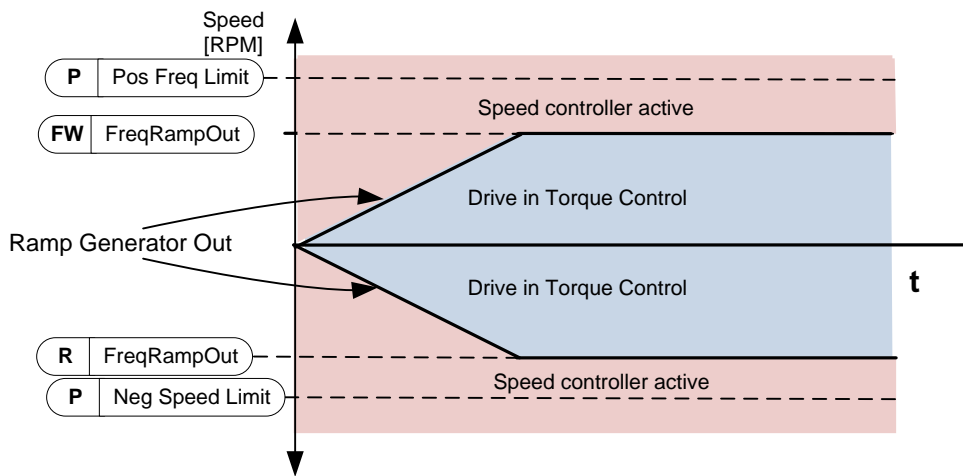 Speed
[RPM]
P Pos Freq Limit
Speed controller active
FW FreqRampOut
Drive in Torque Control
Ramp Generator Out
Drive in Torque Control
t
R FreqRampOut
Speed controller active
P Neg Speed Limit